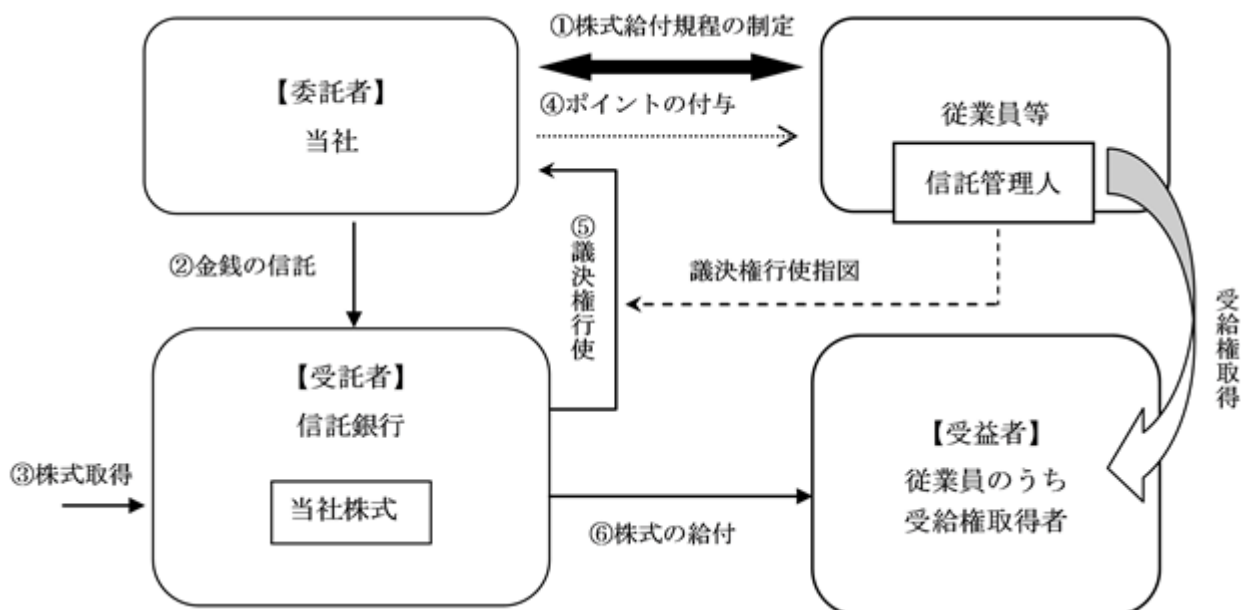 ①株式給付規程の制定
【委託者】
当社
④ポイントの付与
従業員等
信託管理人
②金銭の信託
⑤議決権行使
議決権行使指図
受給権取得
【受託者】
信託銀行
③株式取得
当社株式
⑥株式の給付
【受益者】
従業員のうち
受給権取得者